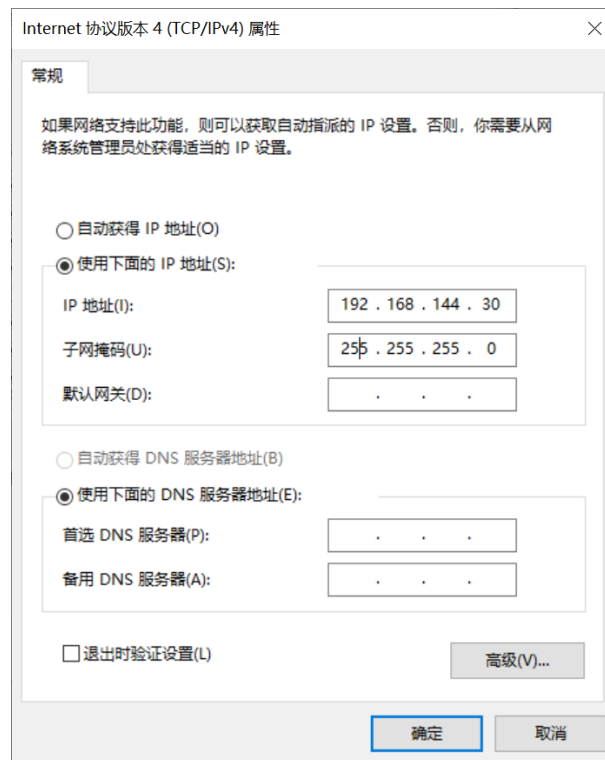 Internet 协议版本 4 (TCP/IPv4) 属性
常规
如果网络支持此功能，则可以获取自动指派的 IP 设置。否则，你需要从网
络系统管理员处获得适当的 IP 设置。
自动获得 IP 地址(O)
使用下面的 IP 地址(S):
IP 地址(I):
192 . 168 . 144 . 30
子网掩码(U):
255 . 255 . 255 . 0
默认网关(D):
. . .
自动获得 DNS 服务器地址(B)
使用下面的 DNS 服务器地址(E):
首选 DNS 服务器(P):
. . .
备用 DNS 服务器(A):
. . .
退出时验证设置(L)
高级(V)...
确定
取消